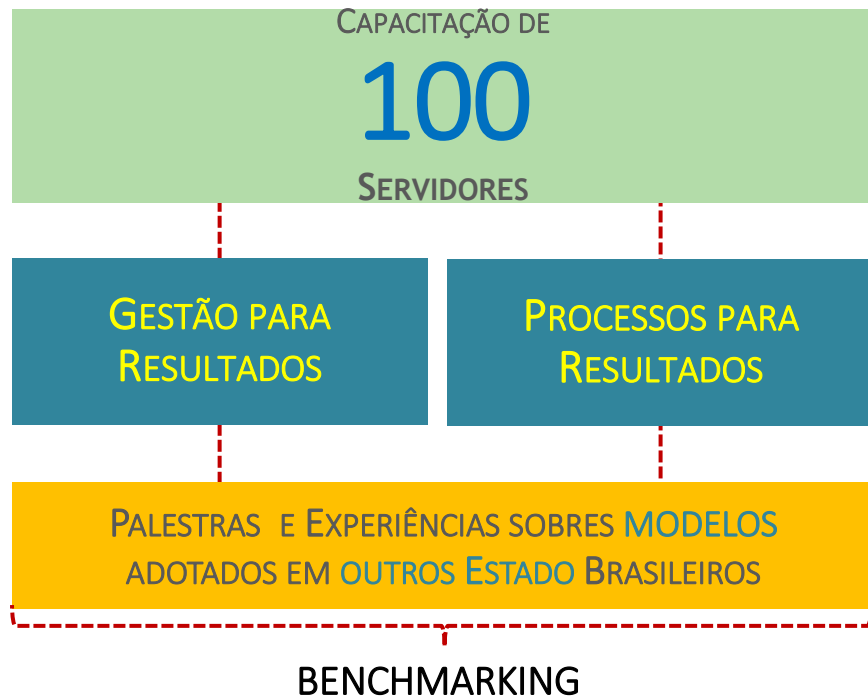 Capacitação de
100
Servidores
Gestão para
Resultados
Processos para
Resultados
Palestras e Experiências sobres modelos
adotados em outros Estado Brasileiros
BENCHMARKING